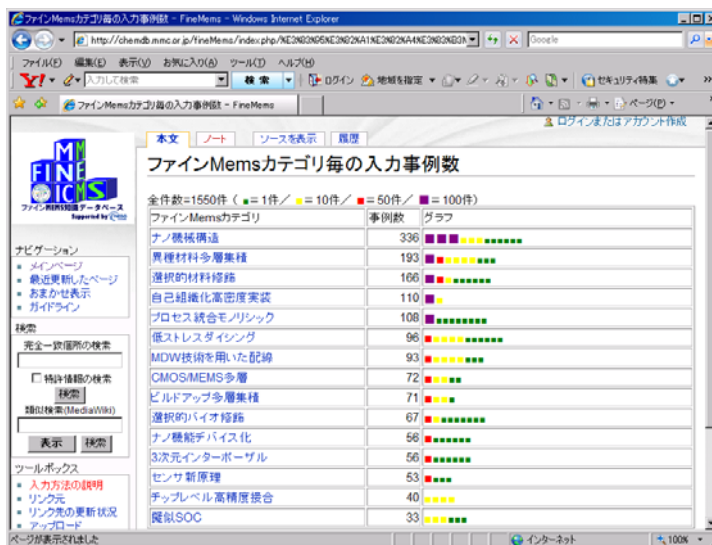 ファインMemsカテゴリ毎の入力事例数 - FineMems - Windows Internet Explorer
Google
ファイル(F) 編集(E) 表示(V) お気に入り(A) ツール(T) ヘルプ(H)
Y! 入力して検索 検索 ログイン 地域を指定 セキュリティ特集
ファインMemsカテゴリ毎の入力事例数 - FineMems ページ(P)
ログインまたはアカウント作成
本文 ノート ソースを表示 履歴
FINE MEMS
ファインMEMS知識データベース
Supported by
ファインMemsカテゴリ毎の入力事例数
全件数=1550件 ( ■= 1件／ ■= 10件／ ■= 50件／ ■= 100件)
ファインMemsカテゴリ 事例数 グラフ
ナノ機械構造 336
異種材料多層集積 193
選択的材料修飾 166
自己組織化高密度実装 110
プロセス統合モノリシック 108
低ストレスダイシング 96
MDW技術を用いた配線 93
CMOS/MEMS多層 72
ビルドアップ多層集積 71
選択的バイオ修飾 67
ナノ機能デバイス化 56
3次元インターポーザル 56
センサ新原理 53
チップレベル高精度接合 40
擬似SOC 33
ナビゲーション
メインページ
最近更新したページ
おまかせ表示
ガイドライン
検索
完全一致個所の検索
特許情報の検索
検索
類似検索(MediaWiki)
表示 検索
ツールボックス
入力方法の説明
リンク元
リンク先の更新状況
アップロード
ページが表示されました インターネット 100%